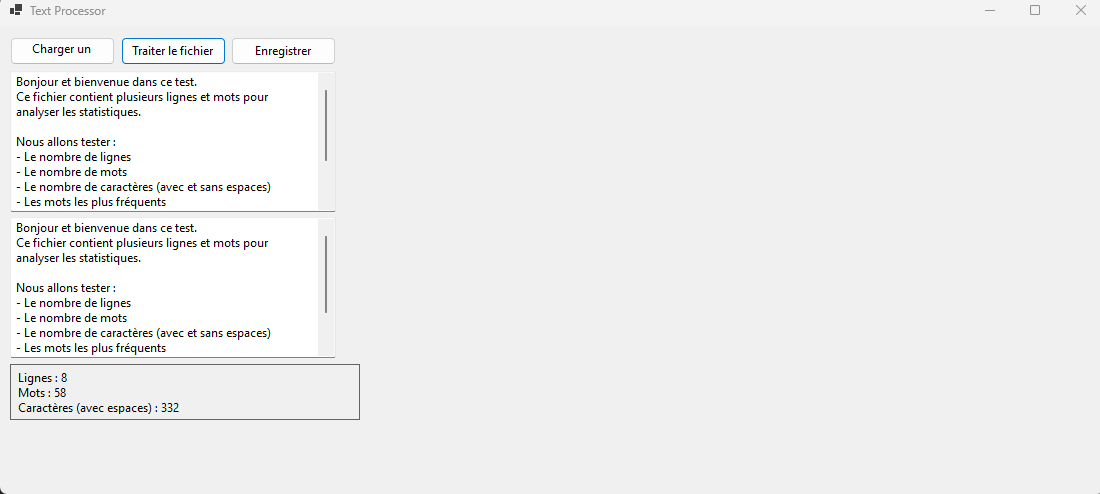 Text Processor
Charger un
Traiter le fichier
Enregistrer
Bonjour et bienvenue dans ce test.
Ce fichier contient plusieurs lignes et mots pour
analyser les statistiques.
Nous allons tester :
- Le nombre de lignes
- Le nombre de mots
- Le nombre de caractères (avec et sans espaces)
- Les mots les plus fréquents
Bonjour et bienvenue dans ce test.
Ce fichier contient plusieurs lignes et mots pour
analyser les statistiques.
Nous allons tester :
- Le nombre de lignes
- Le nombre de mots
- Le nombre de caractères (avec et sans espaces)
- Les mots les plus fréquents
Lignes : 8
Mots : 58
Caractères (avec espaces) : 332